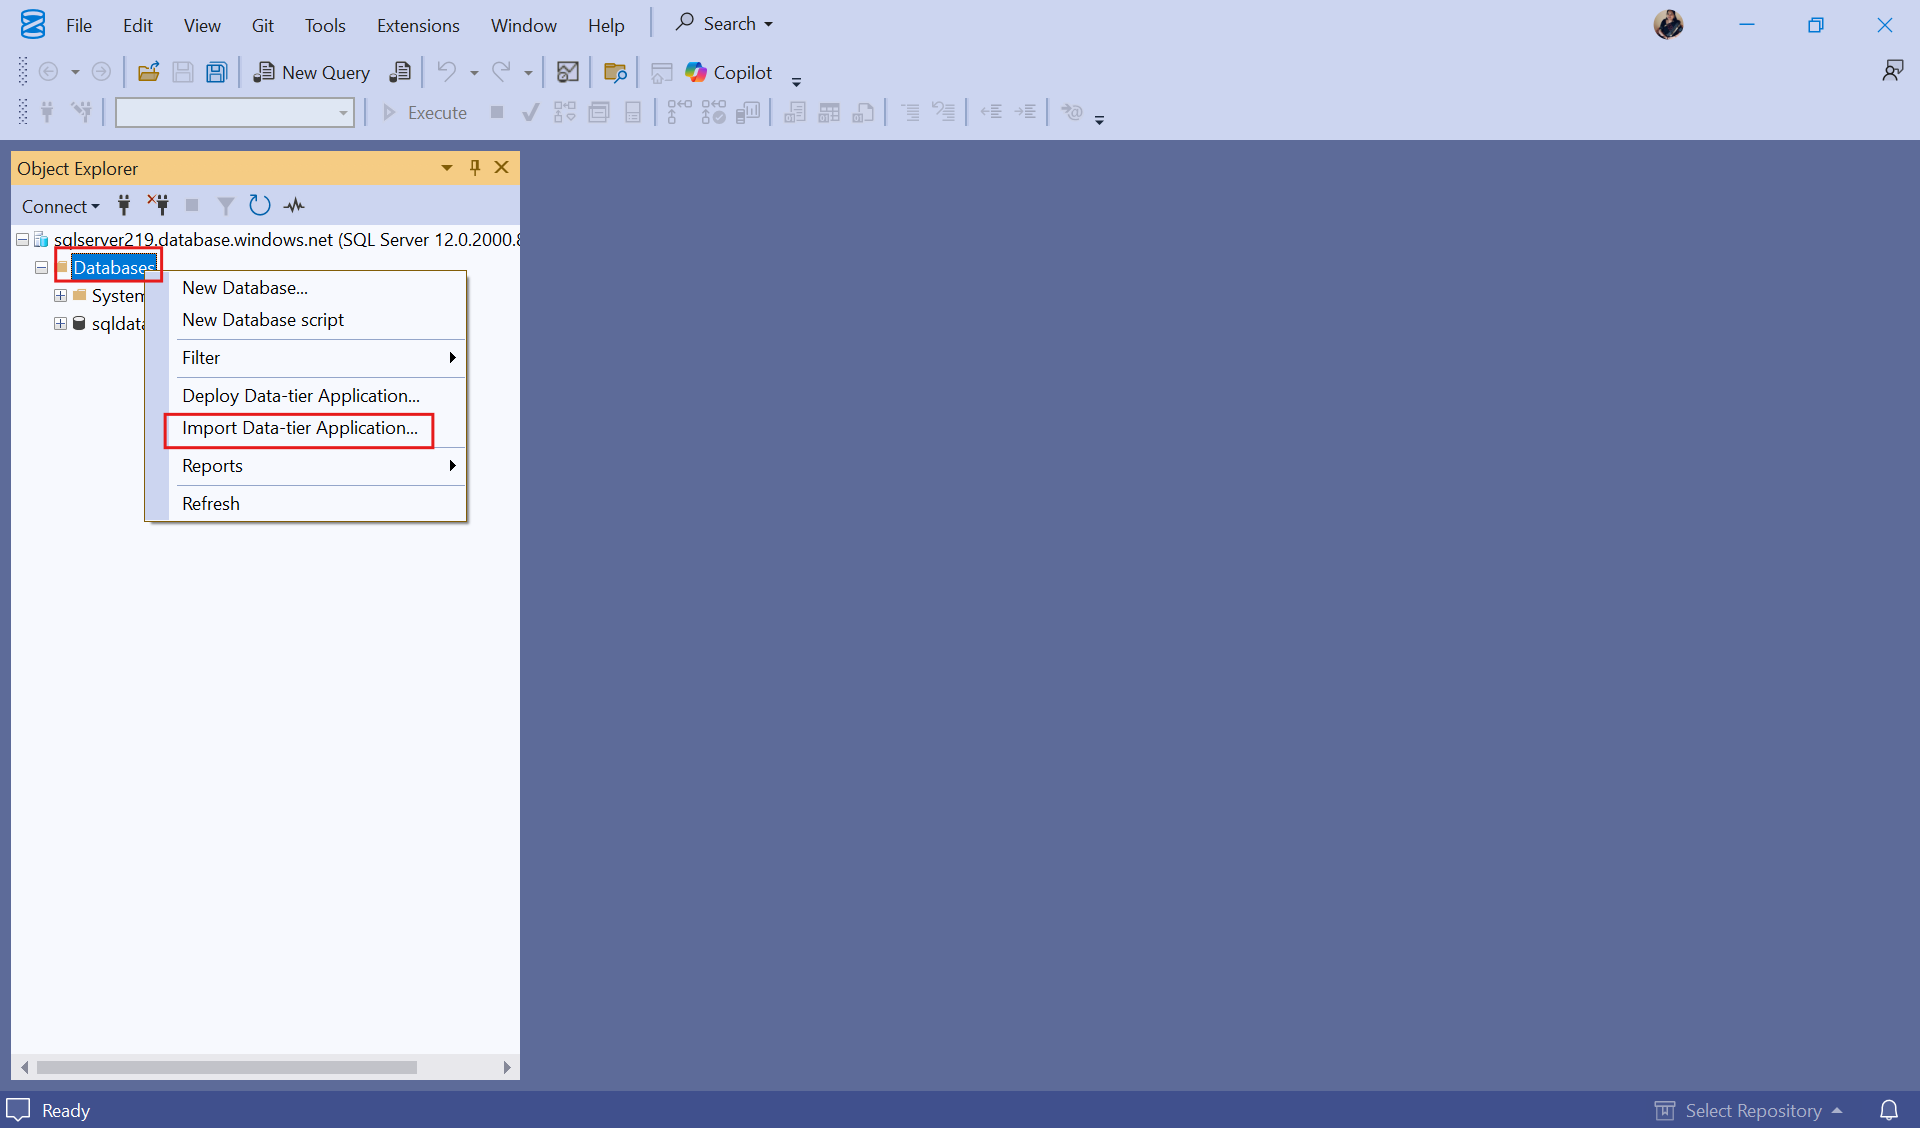 File Edit View Git Tools Extensions Window Help Search
New Query Copilot
Execute
Object Explorer
Connect
sqlserver219.database.windows.net (SQL Server 12.0.2000.8
Databases
System
sqldata
New Database...
New Database script
Filter
Deploy Data-tier Application...
Import Data-tier Application...
Reports
Refresh
Ready Select Repository